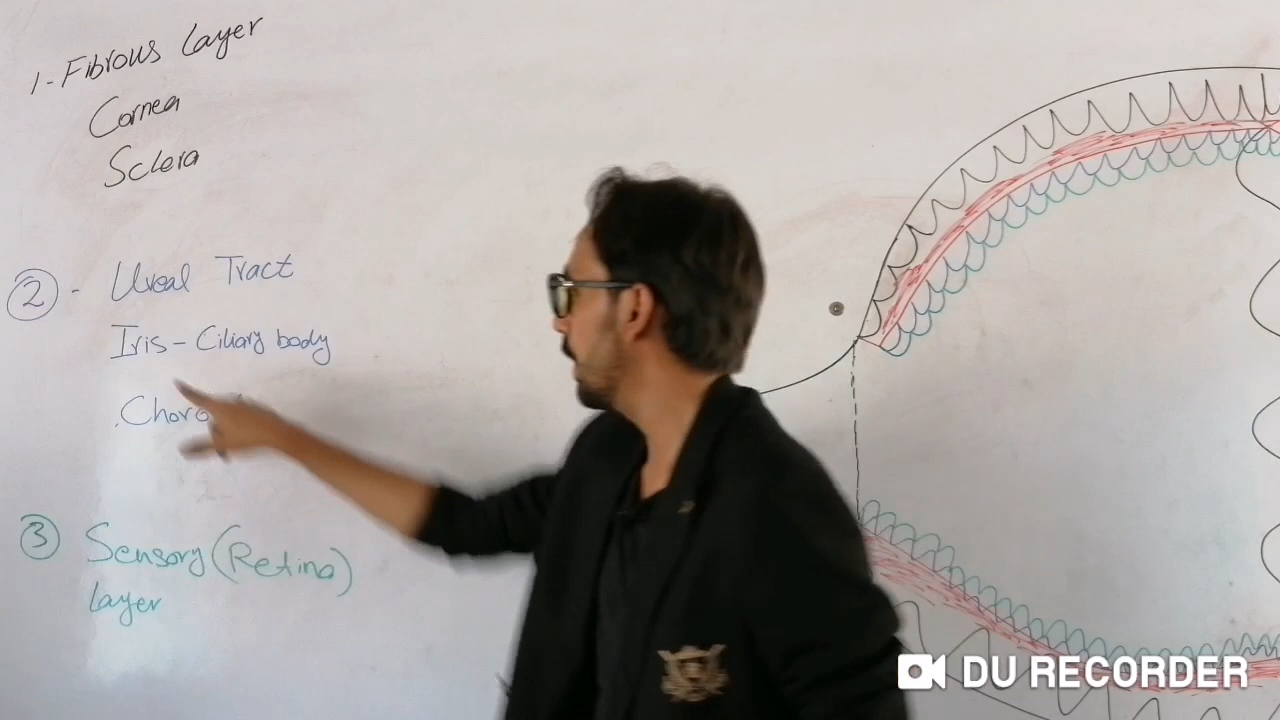 1- Fibrous Layer
Cornea
Sclera
2 - Uveal Tract
Iris - Ciliary body
3 Sensory (Retina)
layer
DU RECORDER